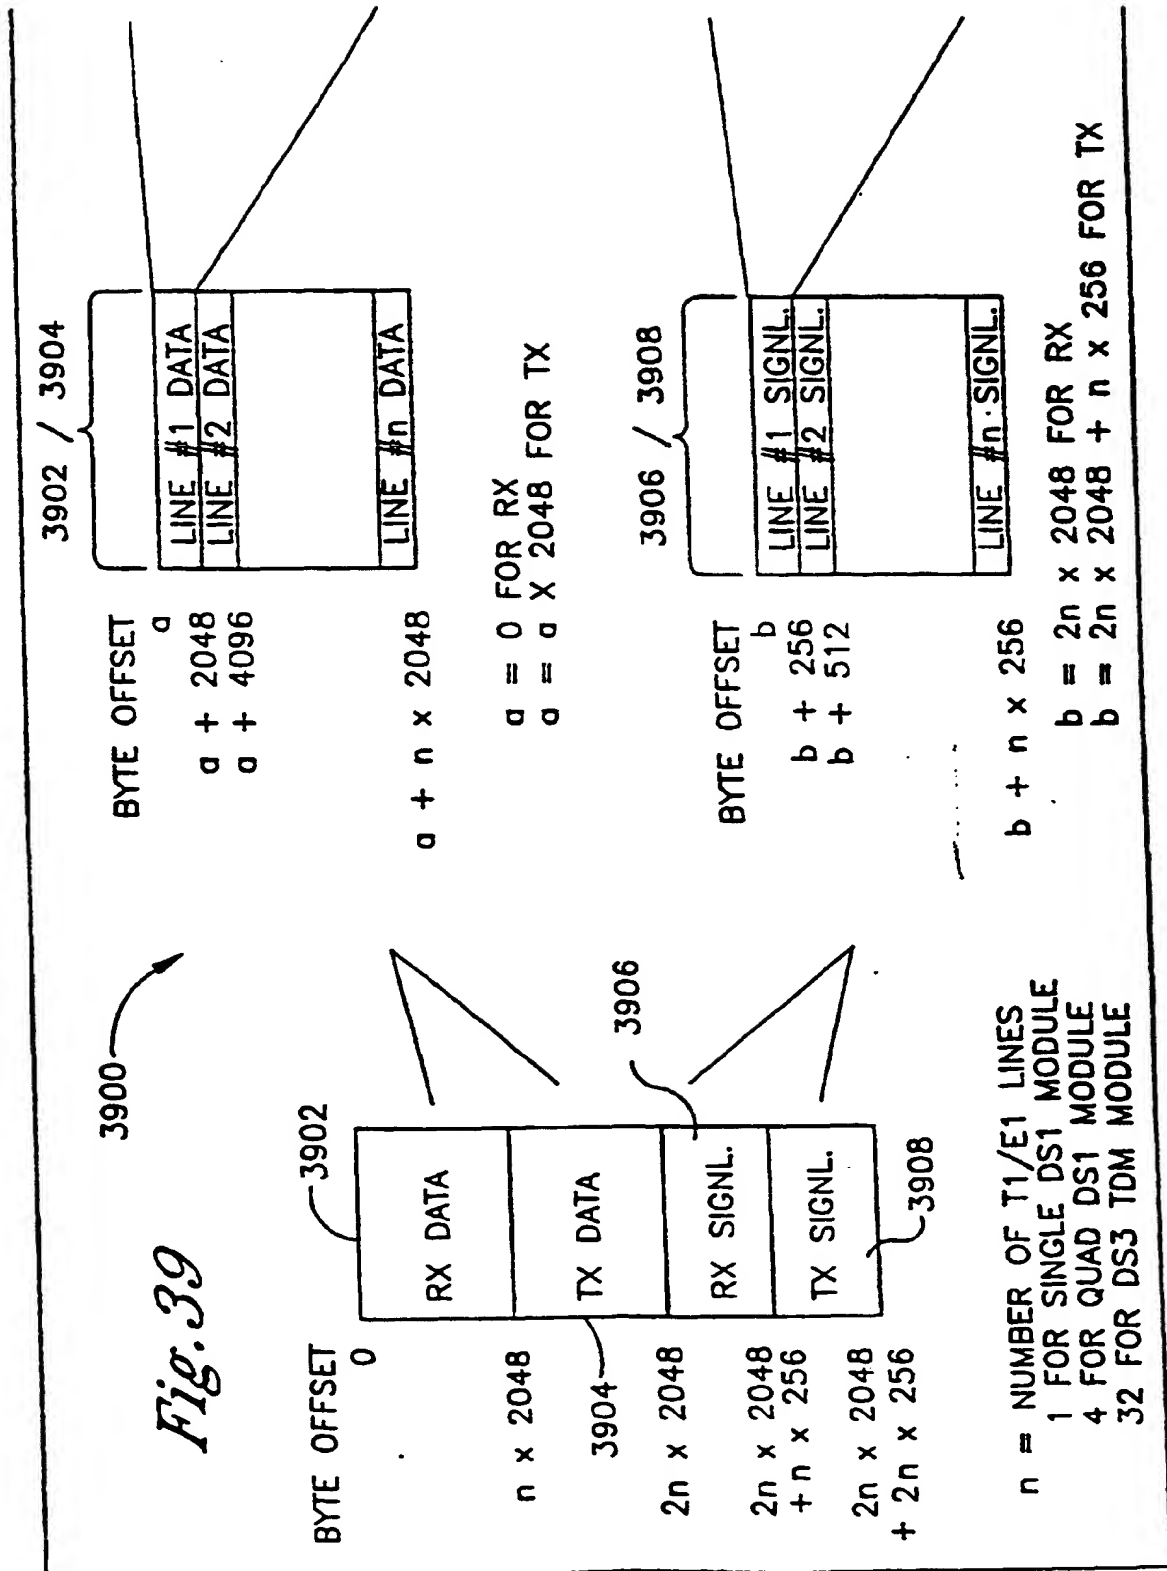 Fig. 39
3900
BYTE OFFSET
0
n x 2048
3904
2n x 2048
2n x 2048
+ n x 256
2n x 2048
+ 2n x 256
3902
RX DATA
TX DATA
RX SIGNL.
TX SIGNL.
3906
3908
n = NUMBER OF T1/E1 LINES
1 FOR SINGLE DS1 MODULE
4 FOR QUAD DS1 MODULE
32 FOR DS3 TDM MODULE
3902 / 3904
BYTE OFFSET
a
a + 2048
a + 4096
a + n x 2048
LINE #1 DATA
LINE #2 DATA
LINE #n DATA
a = 0 FOR RX
a = a X 2048 FOR TX
3906 / 3908
BYTE OFFSET
b
b + 256
b + 512
b + n x 256
LINE #1 SIGNL.
LINE #2 SIGNL.
LINE #n SIGNL.
b = 2n x 2048 FOR RX
b = 2n x 2048 + n x 256 FOR TX